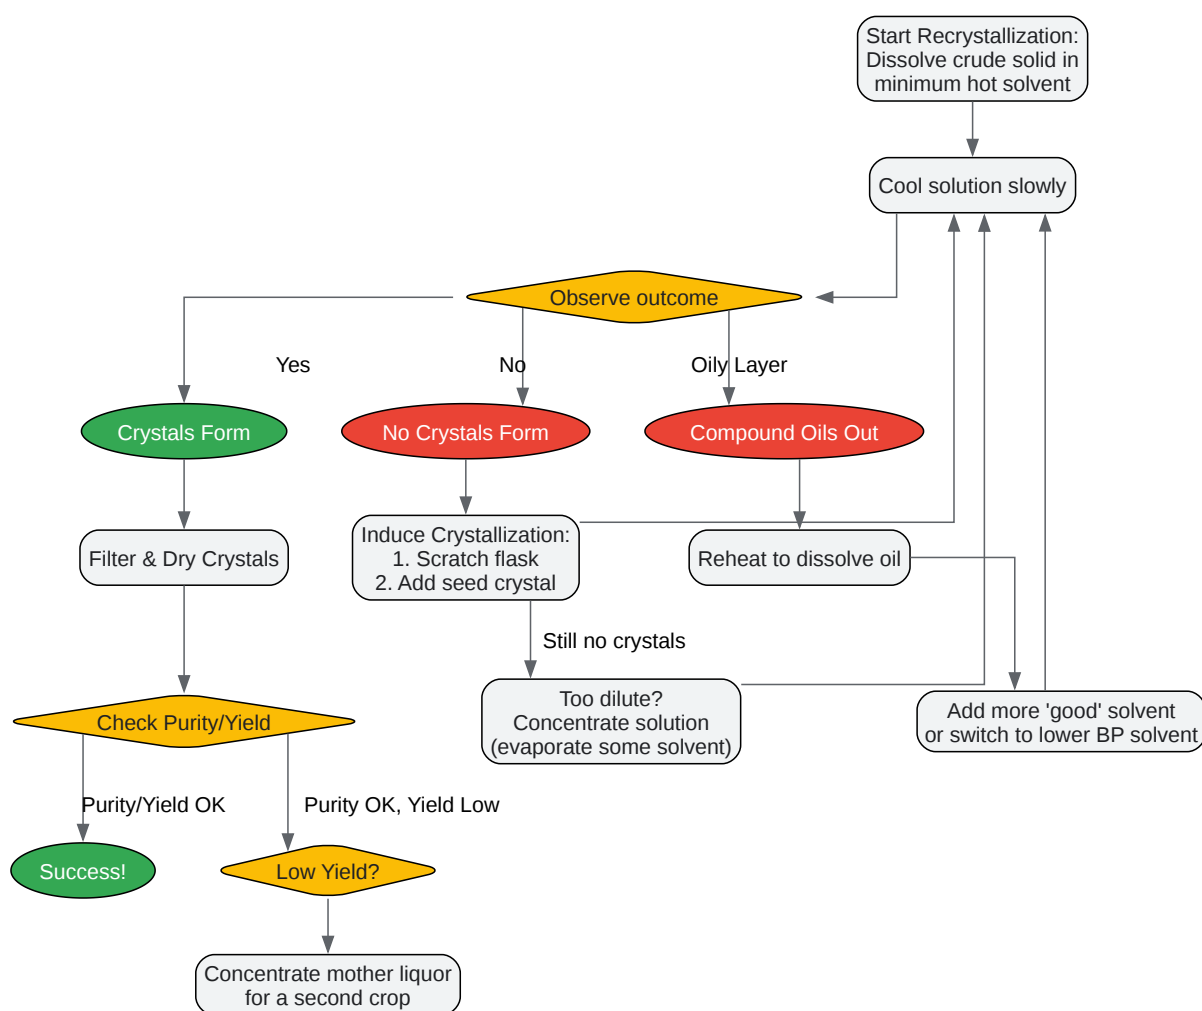 Start Recrystallization:
Dissolve crude solid in
minimum hot solvent
Cool solution slowly
Observe outcome
Yes
No
Oily Layer
Crystals Form
No Crystals Form
Compound Oils Out
Filter & Dry Crystals
Induce Crystallization:
1. Scratch flask
2. Add seed crystal
Reheat to dissolve oil
Still no crystals
Check Purity/Yield
Too dilute?
Concentrate solution
(evaporate some solvent)
Add more 'good' solvent
or switch to lower BP solvent
Purity/Yield OK
Purity OK, Yield Low
Success!
Low Yield?
Concentrate mother liquor
for a second crop